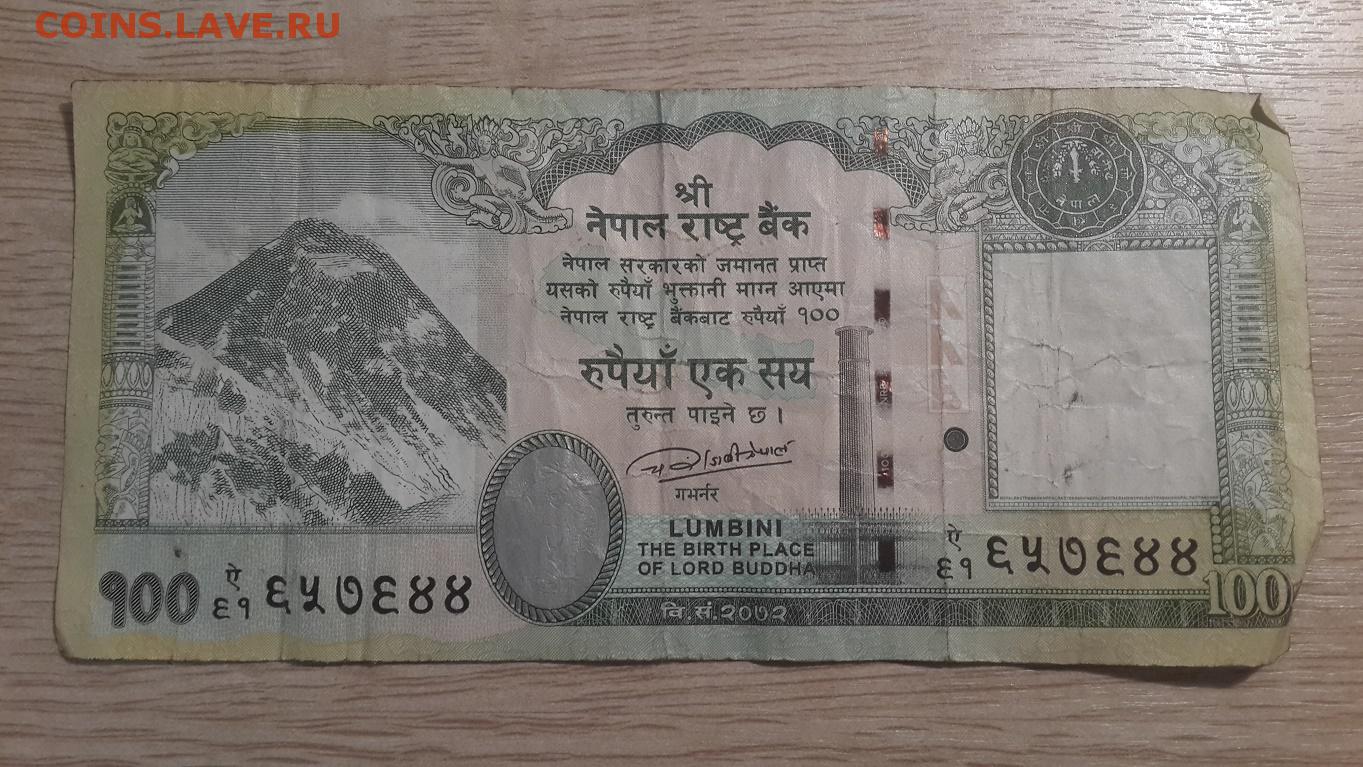 COINS.LAVE.RU
श्री
नेपाल राष्ट्र बैंक
नेपाल सरकारको जमानत प्राप्त
यसको रुपैयाँ भुक्तानी माग्न आएमा
नेपाल राष्ट्र बैंकबाट रुपैयाँ १००
रुपैयाँ एक सय
तुरुन्त पाइने छ।
गभर्नर
LUMBINI
THE BIRTH PLACE
OF LORD BUDDHA
वि.सं.२०७२
१०० ऐ ६१ ६५७६४४
ऐ ६१ ६५७६४४
100
१
नेपाल